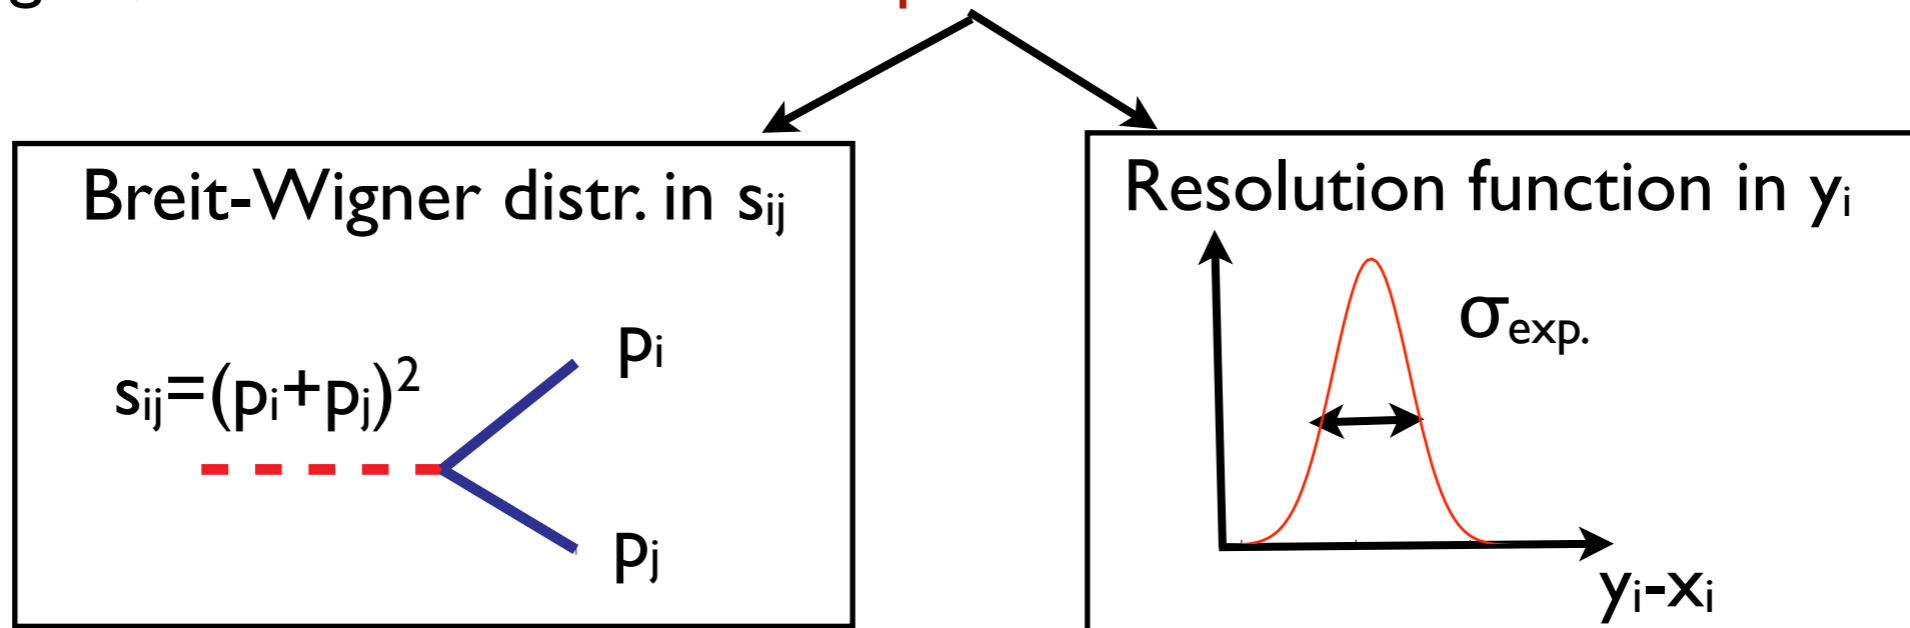 Breit-Wigner distr. in sᵢⱼ
sᵢⱼ=(pᵢ+pⱼ)²
pᵢ
pⱼ
Resolution function in yᵢ
σexp.
yᵢ-xᵢ